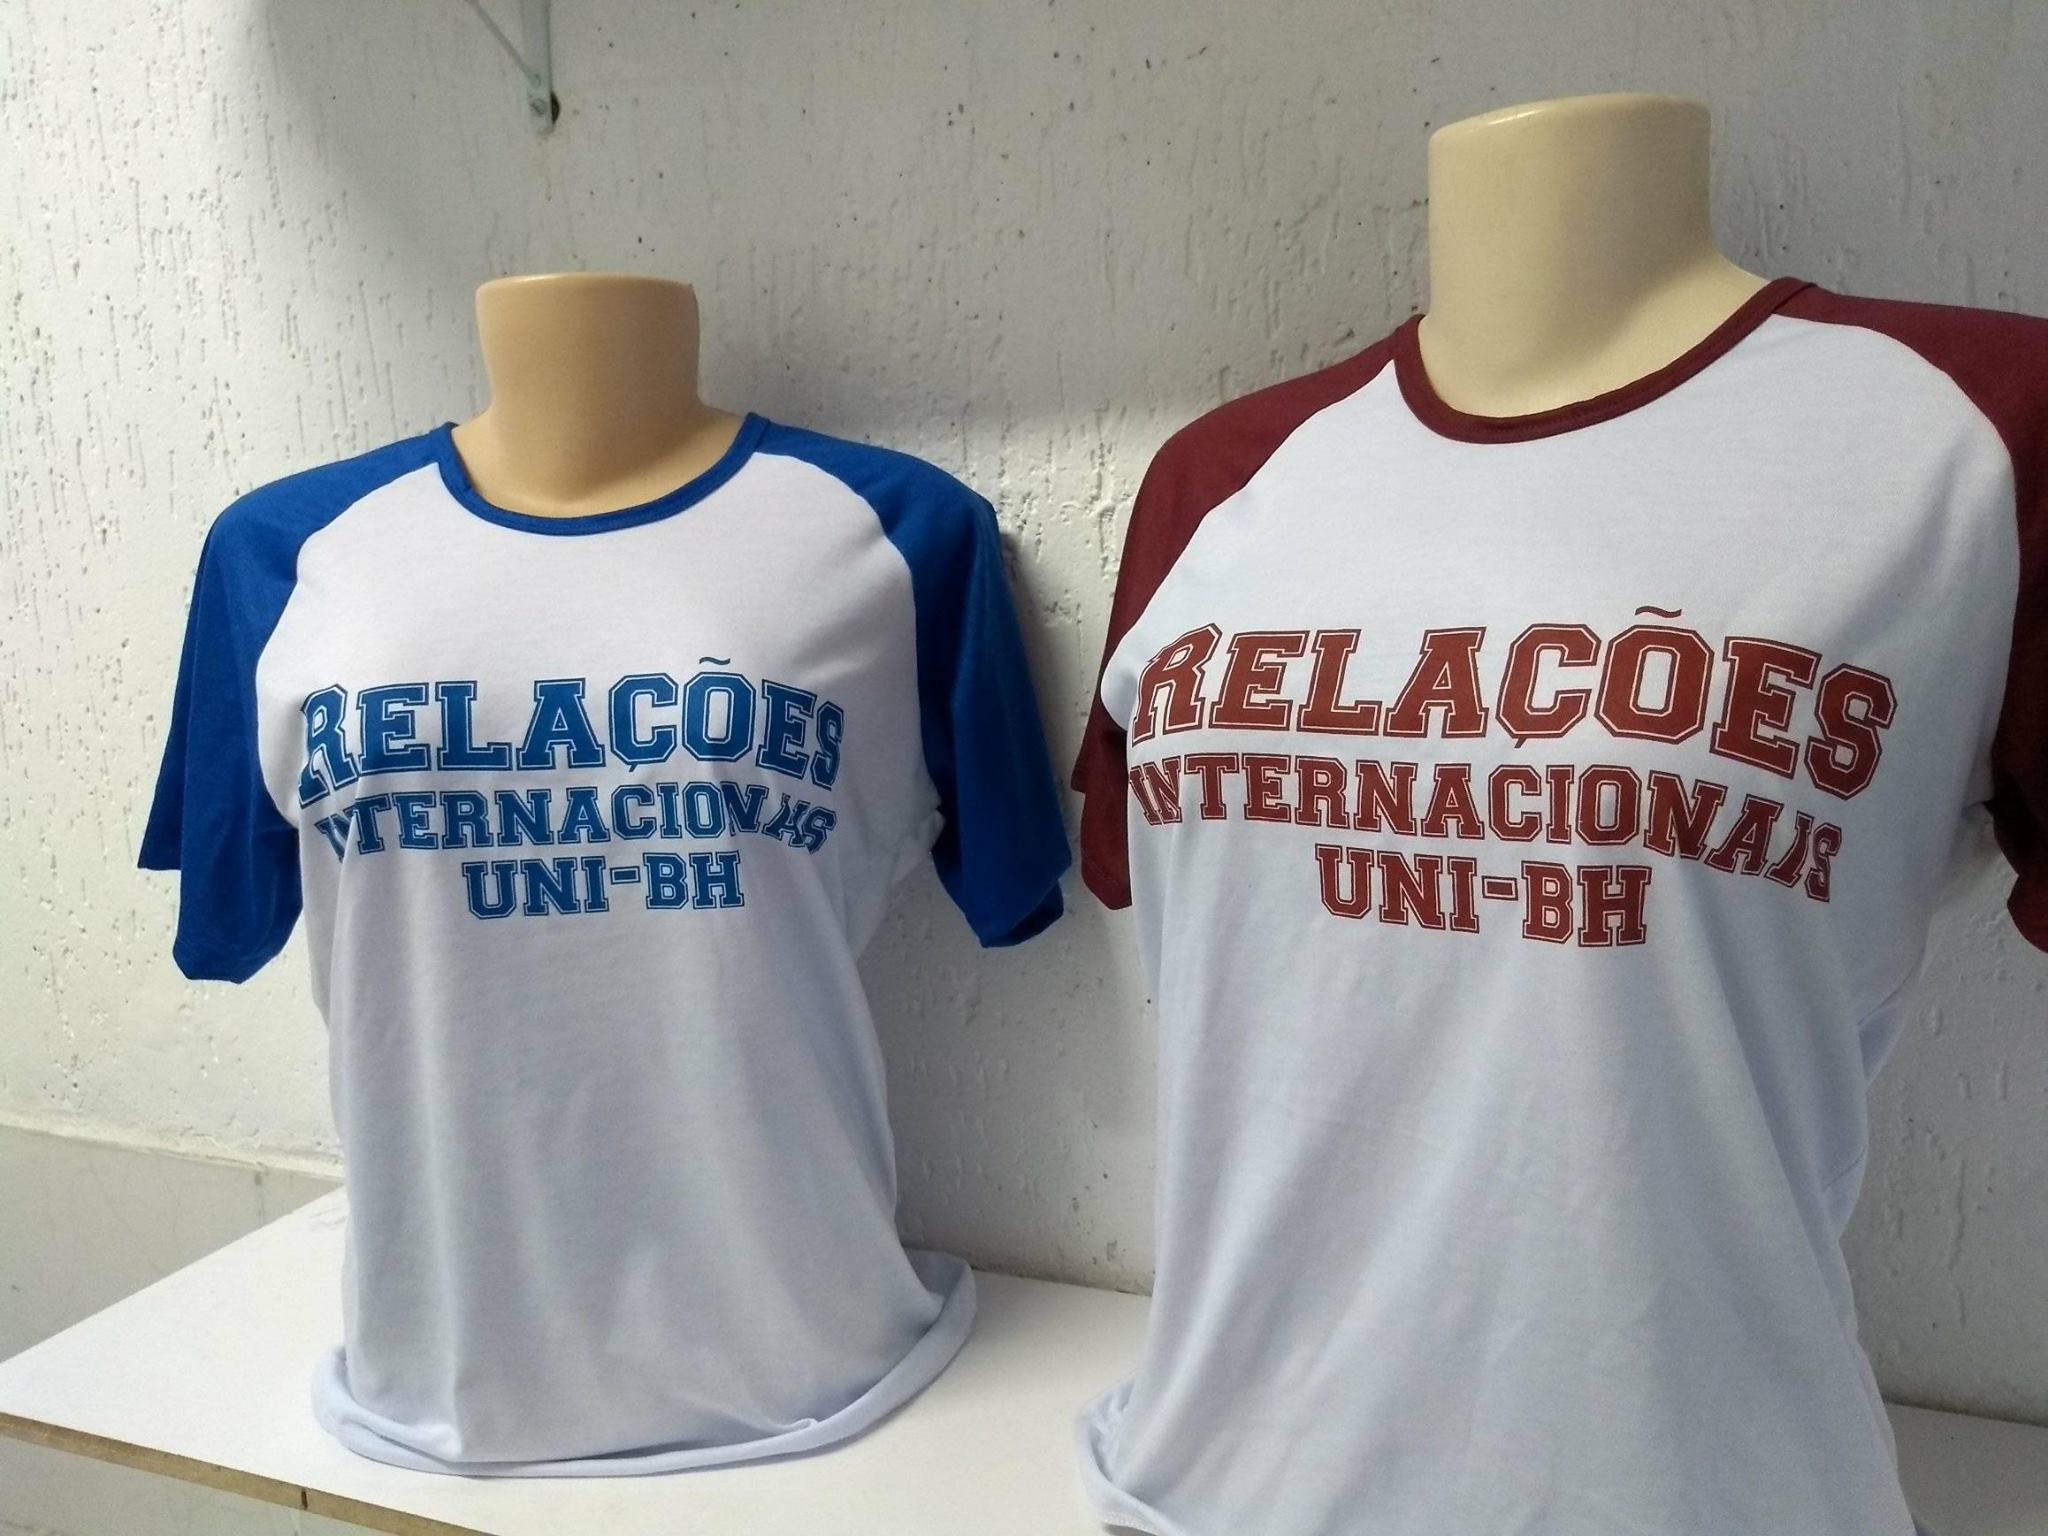 RELAÇÕES
INTERNACIONAIS
UNI-BH
RELAÇÕES
INTERNACIONAIS
UNI-BH